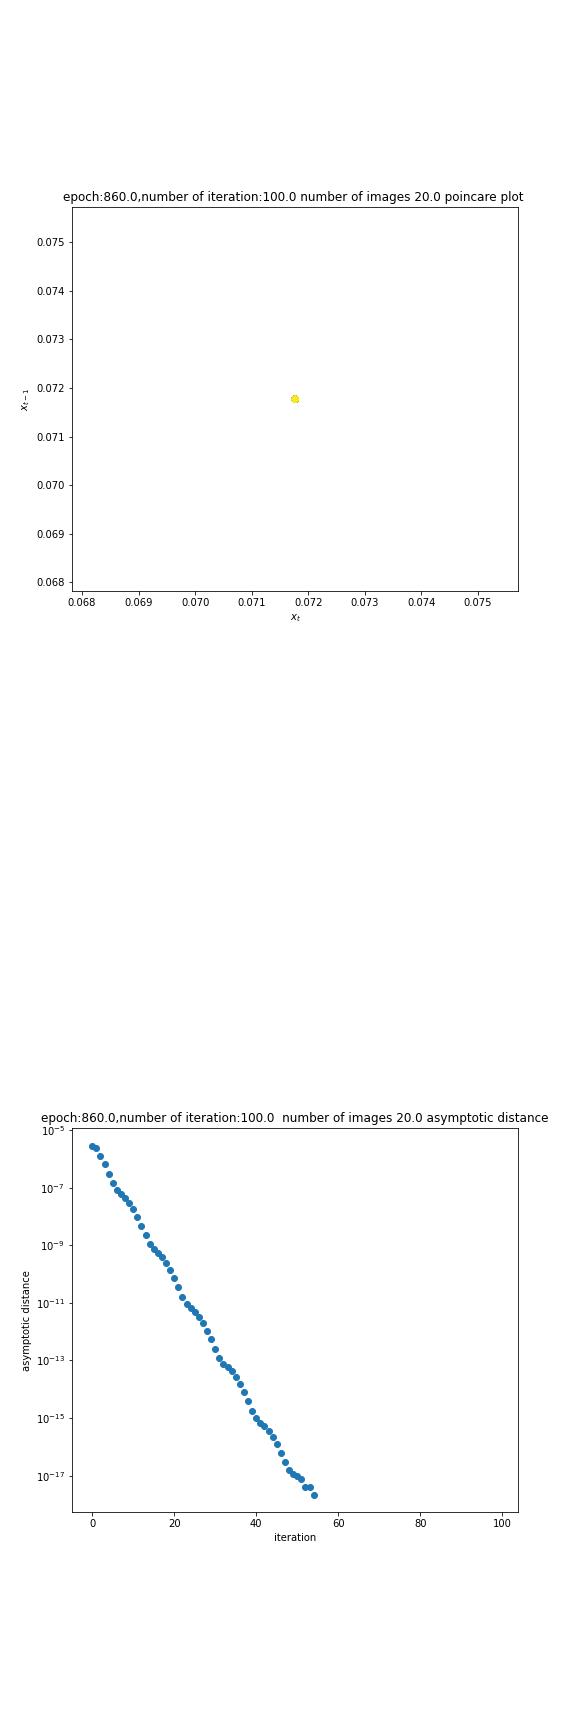 epoch:860.0,number of iteration:100.0 number of images 20.0 poincare plot
0.075
0.074
0.073
0.072
0.071
0.070
0.069
0.068
x_{t-1}
0.068 0.069 0.070 0.071 0.072 0.073 0.074 0.075
x_t
epoch:860.0,number of iteration:100.0  number of images 20.0 asymptotic distance
10^{-5}
10^{-7}
10^{-9}
10^{-11}
10^{-13}
10^{-15}
10^{-17}
asymptotic distance
0 20 40 60 80 100
iteration